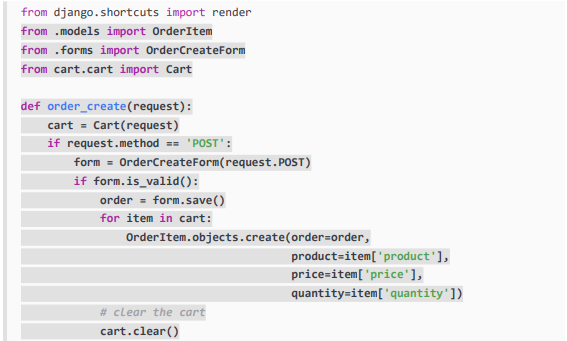 from django.shortcuts import render
from .models import OrderItem
from .forms import OrderCreateForm
from cart.cart import Cart

def order_create(request):
    cart = Cart(request)
    if request.method == 'POST':
        form = OrderCreateForm(request.POST)
        if form.is_valid():
            order = form.save()
            for item in cart:
                OrderItem.objects.create(order=order,
                                         product=item['product'],
                                         price=item['price'],
                                         quantity=item['quantity'])
            # clear the cart
            cart.clear()